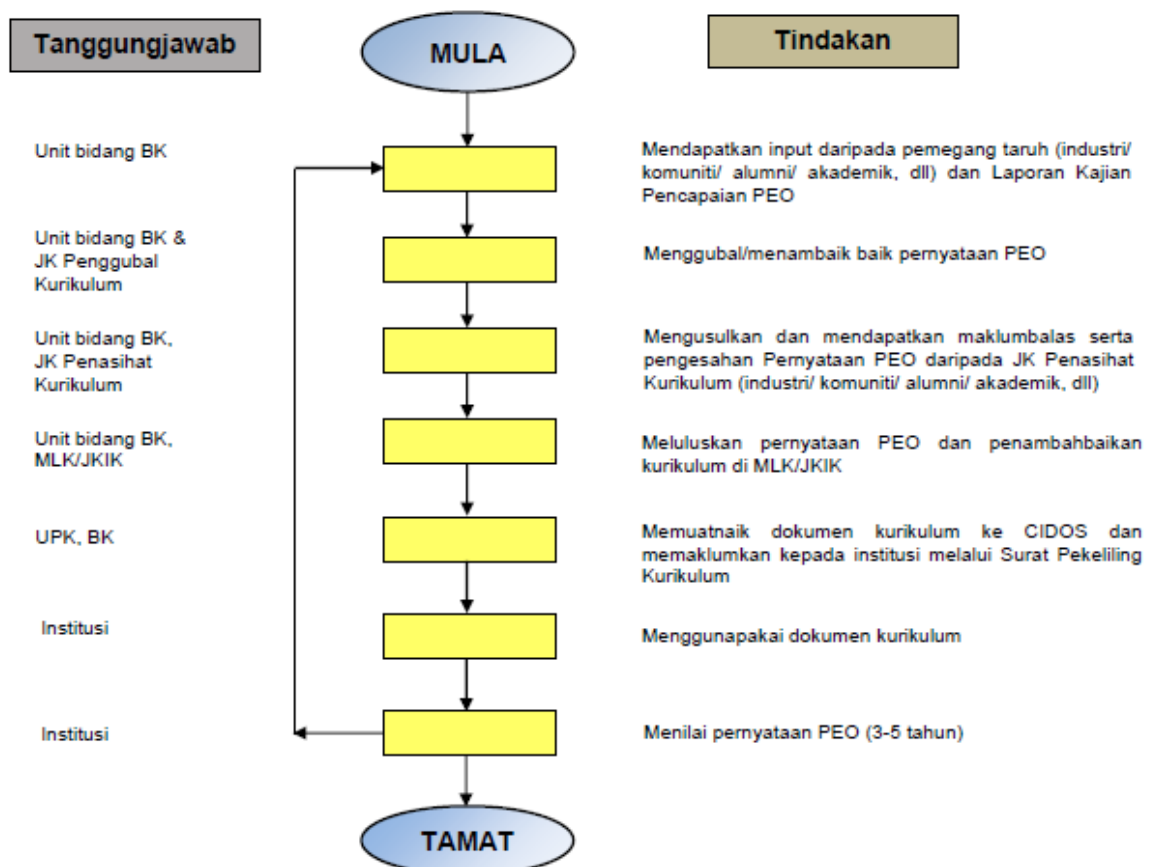 Tanggungjawab
MULA
Tindakan
Unit bidang BK
Mendapatkan input daripada pemegang taruh (industri/
komuniti/ alumni/ akademik, dll) dan Laporan Kajian
Pencapaian PEO
Unit bidang BK &
JK Penggubal
Kurikulum
Menggubal/menambaik baik pernyataan PEO
Unit bidang BK,
JK Penasihat
Kurikulum
Mengusulkan dan mendapatkan maklumbalas serta
pengesahan Pernyataan PEO daripada JK Penasihat
Kurikulum (industri/ komuniti/ alumni/ akademik, dll)
Unit bidang BK,
MLK/JKIK
Meluluskan pernyataan PEO dan penambahbaikan
kurikulum di MLK/JKIK
UPK, BK
Memuatnaik dokumen kurikulum ke CIDOS dan
memaklumkan kepada institusi melalui Surat Pekeliling
Kurikulum
Institusi
Menggunapakai dokumen kurikulum
Institusi
Menilai pernyataan PEO (3-5 tahun)
TAMAT